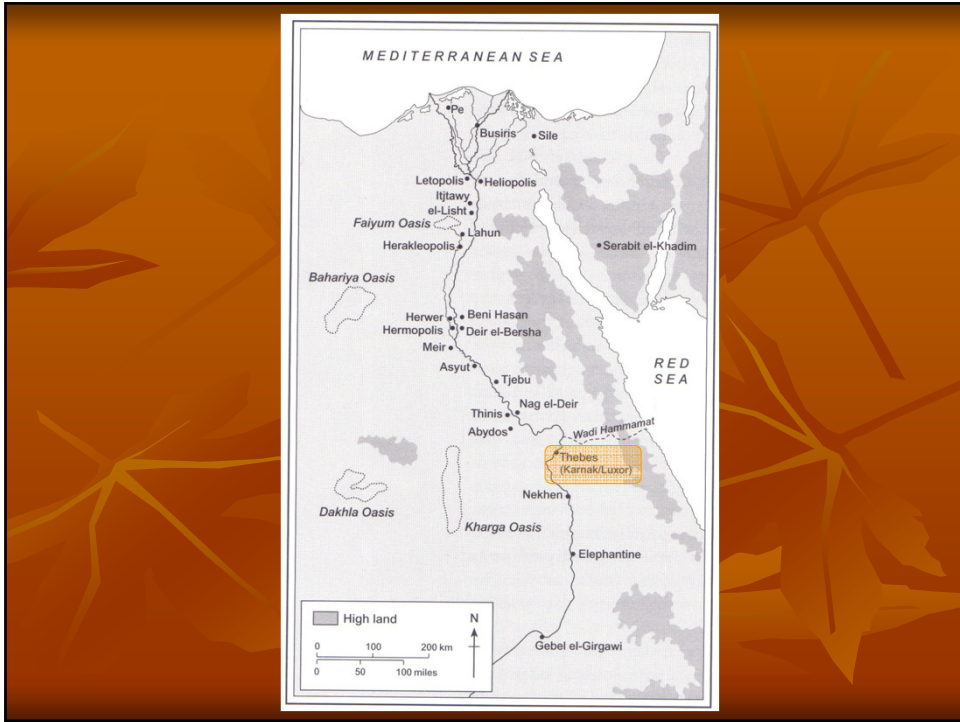 MEDITERRANEAN SEA
Pe
Busiris
Sile
Letopolis
Heliopolis
Itjtawy
el-Lisht
Faiyum Oasis
Lahun
Herakleopolis
Serabit el-Khadim
Bahariya Oasis
Herwer
Beni Hasan
Hermopolis
Deir el-Bersha
Meir
RED
SEA
Asyut
Tjebu
Nag el-Deir
Thinis
Abydos
Wadi Hammamat
Thebes
(Karnak/Luxor)
Nekhen
Dakhla Oasis
Kharga Oasis
Elephantine
High land
N
0 100 200 km
0 50 100 miles
Gebel el-Girgawi